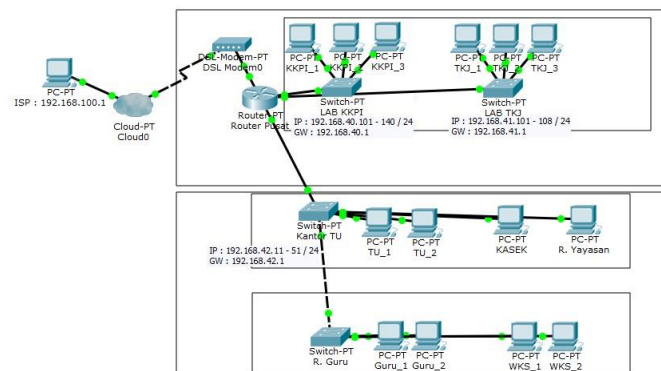 PC-PT
ISP : 192.168.100.1
Cloud-PT
Cloud0
DSL-Modem-PT
DSL Modem0
Router-PT
Router Pusat
PC-PT
KKPI_1
PC-PT
KKPI_2
PC-PT
KKPI_3
Switch-PT
LAB KKPI
IP : 192.168.40.101 - 140 / 24
GW : 192.168.40.1
PC-PT
TKJ_1
PC-PT
TKJ_2
PC-PT
TKJ_3
Switch-PT
LAB TKJ
IP : 192.168.41.101 - 108 / 24
GW : 192.168.41.1
Switch-PT
Kantor TU
IP : 192.168.42.11 - 51 / 24
GW : 192.168.42.1
PC-PT
TU_1
PC-PT
TU_2
PC-PT
KASEK
PC-PT
R. Yayasan
Switch-PT
R. Guru
PC-PT
Guru_1
PC-PT
Guru_2
PC-PT
WKS_1
PC-PT
WKS_2